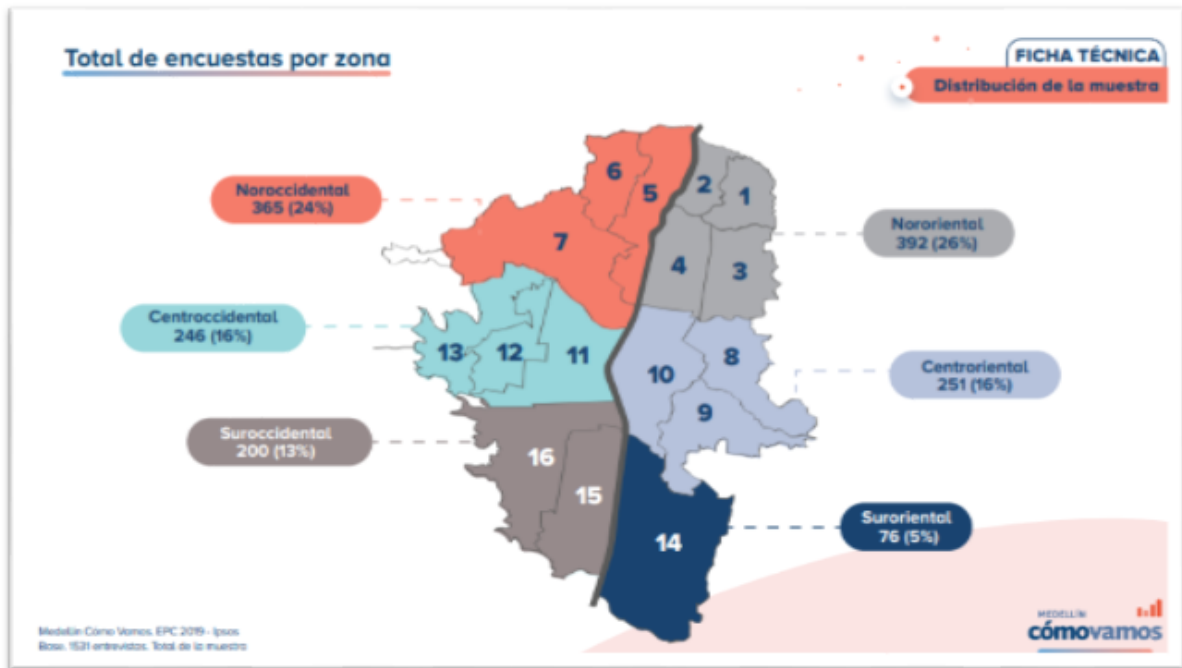 Total de encuestas por zona
FICHA TÉCNICA
Distribución de la muestra
Noroccidental
365 (24%)
6
5
2
1
7
4
3
Nororiental
392 (26%)
Centroccidental
246 (16%)
13
12
11
10
8
9
Centroriental
251 (16%)
Suroccidental
200 (13%)
16
15
14
Suroriental
76 (5%)
Medellín Cómo Vamos. EPC 2019 - Ipsos
Base. 1531 entrevistas. Total de la muestra
MEDELLÍN
cómovamos